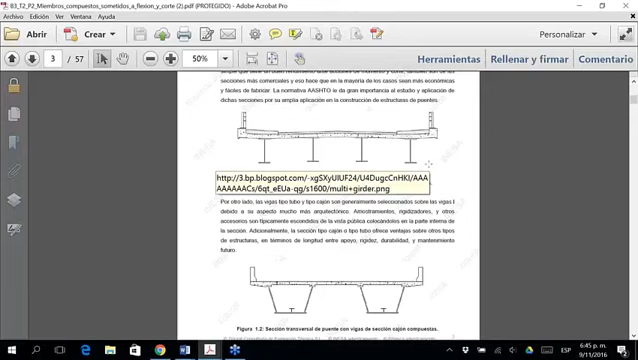 B3_T2_P2_Miembros_compuestos_sometidos_a_flexion_y_corte (2).pdf [PROTEGIDO] - Adobe Acrobat Pro
Archivo Edición Ver Ventana Ayuda
Abrir Crear Personalizar
3 / 57 50% Herramientas Rellenar y firmar Comentario
secciones más comerciales y eso hace que en la mayoría de los casos sean más económicas
y fáciles de fabricar. La normativa AASHTO le da gran importancia al estudio y aplicación de
dichas secciones por su amplia aplicación en la construcción de estructuras de puentes.
http://3.bp.blogspot.com/-xgSXyUIUF24/U4DugcCnHKI/AAA
AAAAAACs/6qt_eEUa-qg/s1600/multi+girder.png
Por otro lado, las vigas tipo tubo y tipo cajón son generalmente seleccionados sobre las vigas I
debido a su aspecto mucho más arquitectónico. Arriostramientos, rigidizadores, y otros
accesorios son típicamente escondidos de la vista pública colocándolos en la parte interna de
la sección. Adicionalmente, la sección tipo cajón o tipo tubo ofrece ventajas sobre otros tipos
de estructuras, en términos de longitud entre apoyo, rigidez, durabilidad, y mantenimiento
futuro.
Figura 1.2: Sección transversal de puente con vigas de sección cajón compuestas.
ESP
6:45 p. m.
9/11/2016